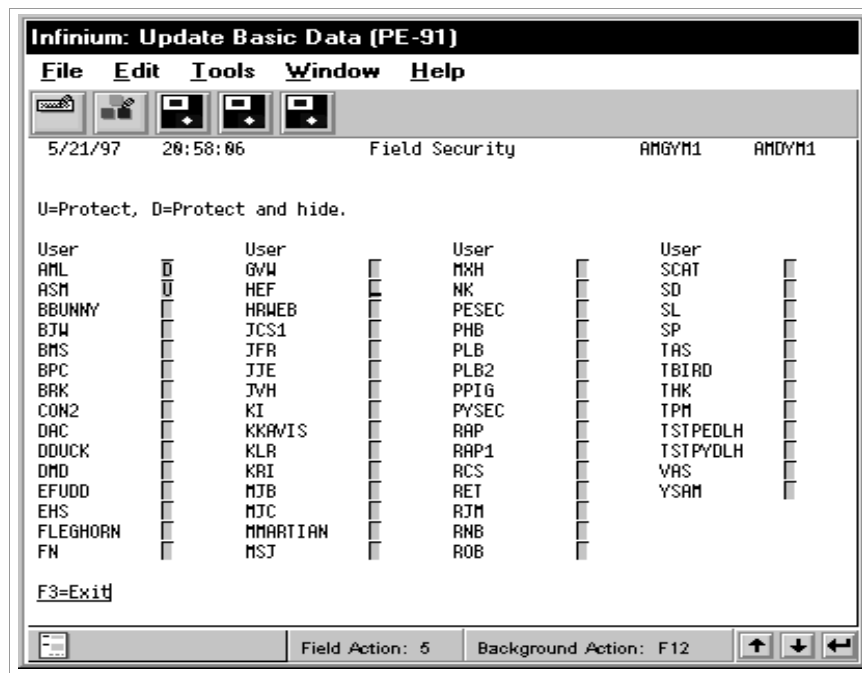 Infinium: Update Basic Data (PE-91)
File Edit Tools Window Help
5/21/97 20:58:06 Field Security AMGYM1 AMDYM1
U=Protect, D=Protect and hide.
User User User User
AML D GVW MXH SCAT
ASM U HEF NK SD
BBUNNY HRWEB PESEC SL
BJW JCS1 PHB SP
BMS JFR PLB TAS
BPC JJE PLB2 TBIRD
BRK JVH PPIG THK
CON2 KI PYSEC TPM
DAC KKAVIS RAP TSTPEDLH
DDUCK KLR RAP1 TSTPYDLH
DMD KRI RCS VAS
EFUDD MJB RET YSAM
EHS MJC RJM
FLEGHORN MMARTIAN RNB
FN MSJ ROB
F3=Exit
Field Action: 5 Background Action: F12